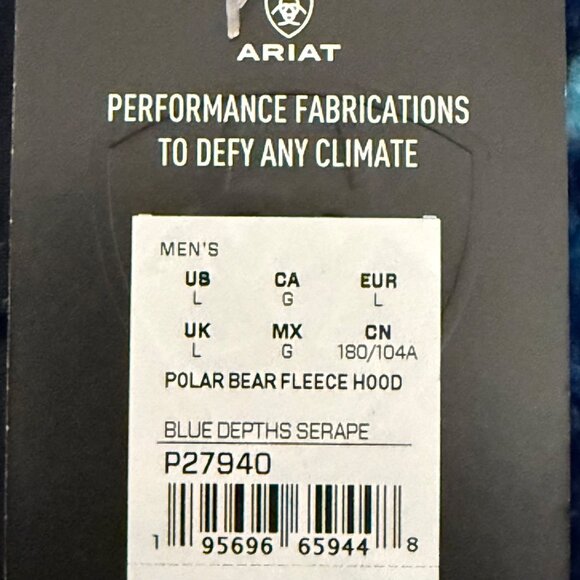 ARIAT
PERFORMANCE FABRICATIONS
TO DEFY ANY CLIMATE
MEN'S
US CA EUR
L G L
UK MX CN
L G 180/104A
POLAR BEAR FLEECE HOOD
BLUE DEPTHS SERAPE
P27940
1 95696 65944 8